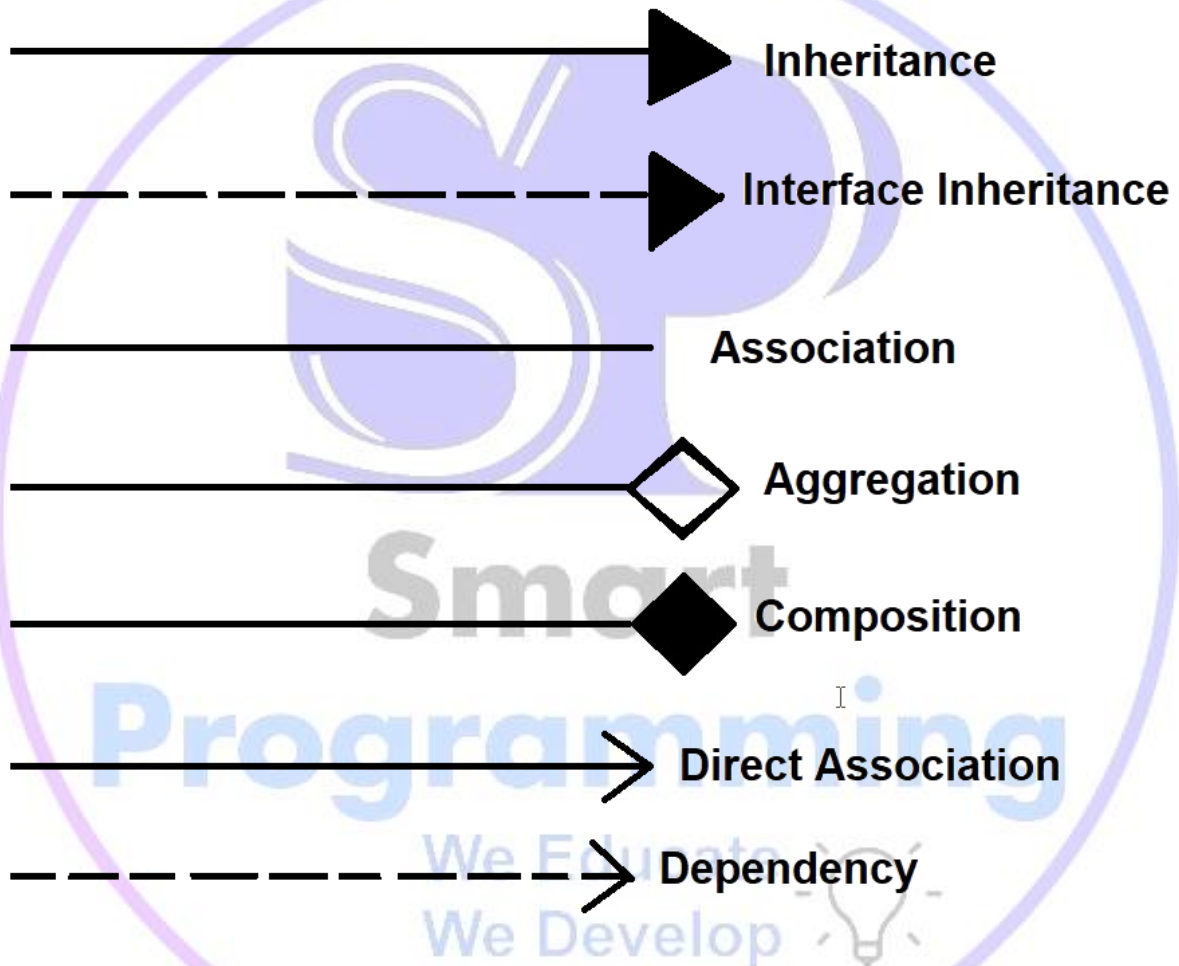 Inheritance
Interface Inheritance
Association
Aggregation
Smart
Composition
Programming
Direct Association
We Educate
Dependency
We Develop